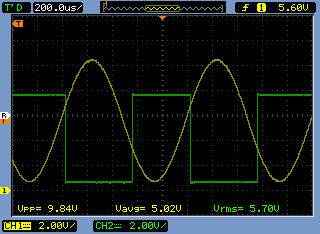 T'D 200.0us/ 1 5.60V
T
R
T
1
Vpp= 9.84V Vavg= 5.02V Vrms= 5.70V
CH1 2.00V/ CH2 2.00V/